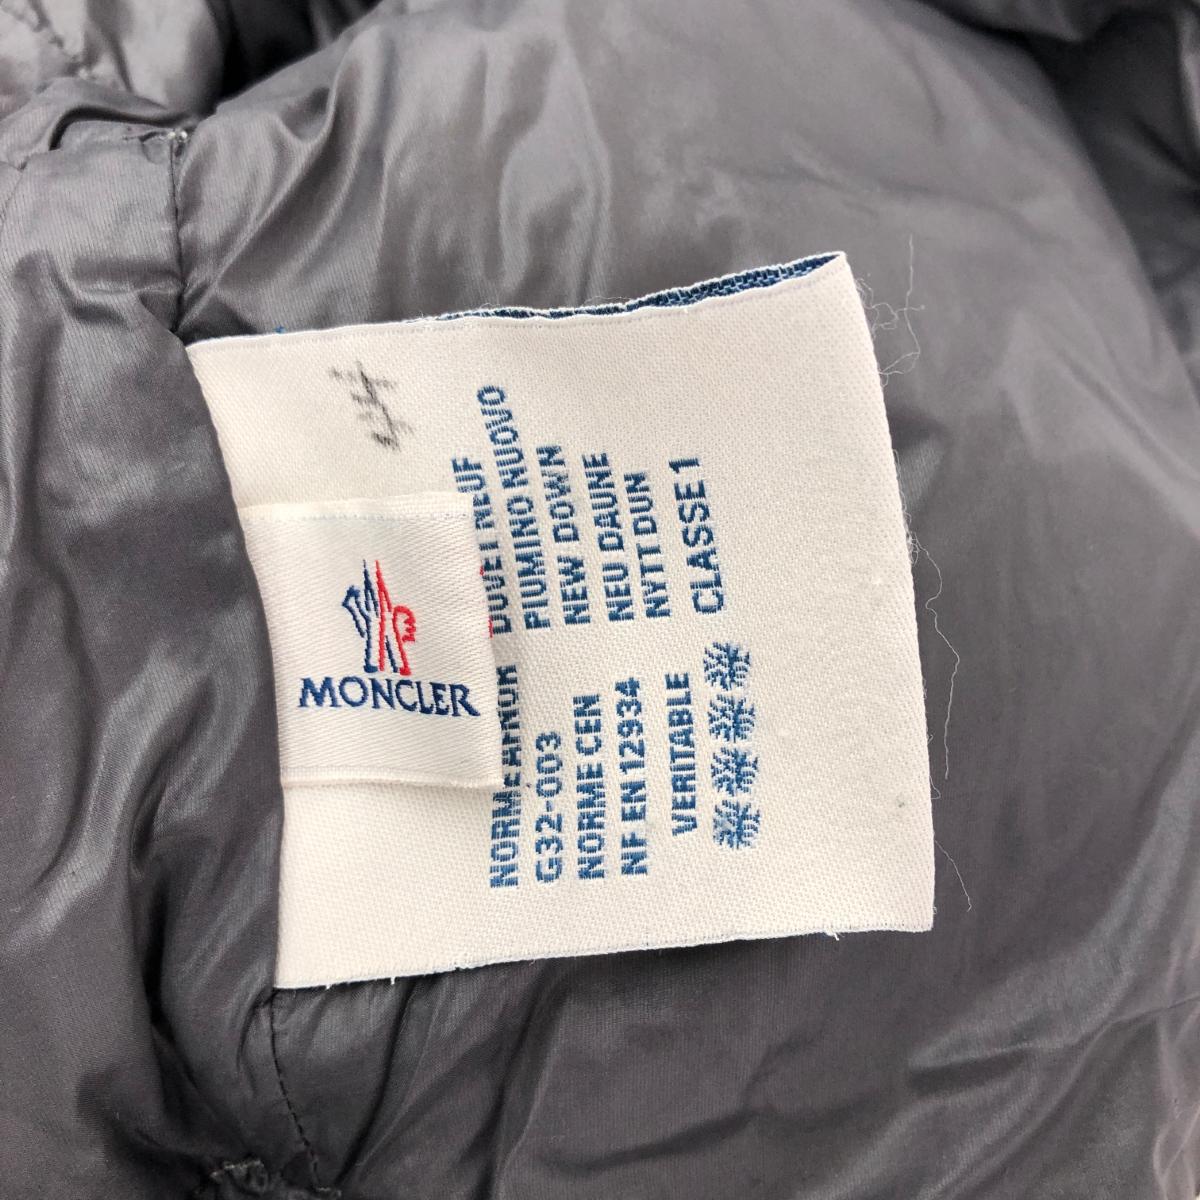 MONCLER
DUVET NEUF
PIUMINO NUOVO
NEW DOWN
NEU DAUNE
NYTT DUN
CLASSE 1
NORME AFNOR
G32-003
NORME CEN
NF EN 12934
VERITABLE